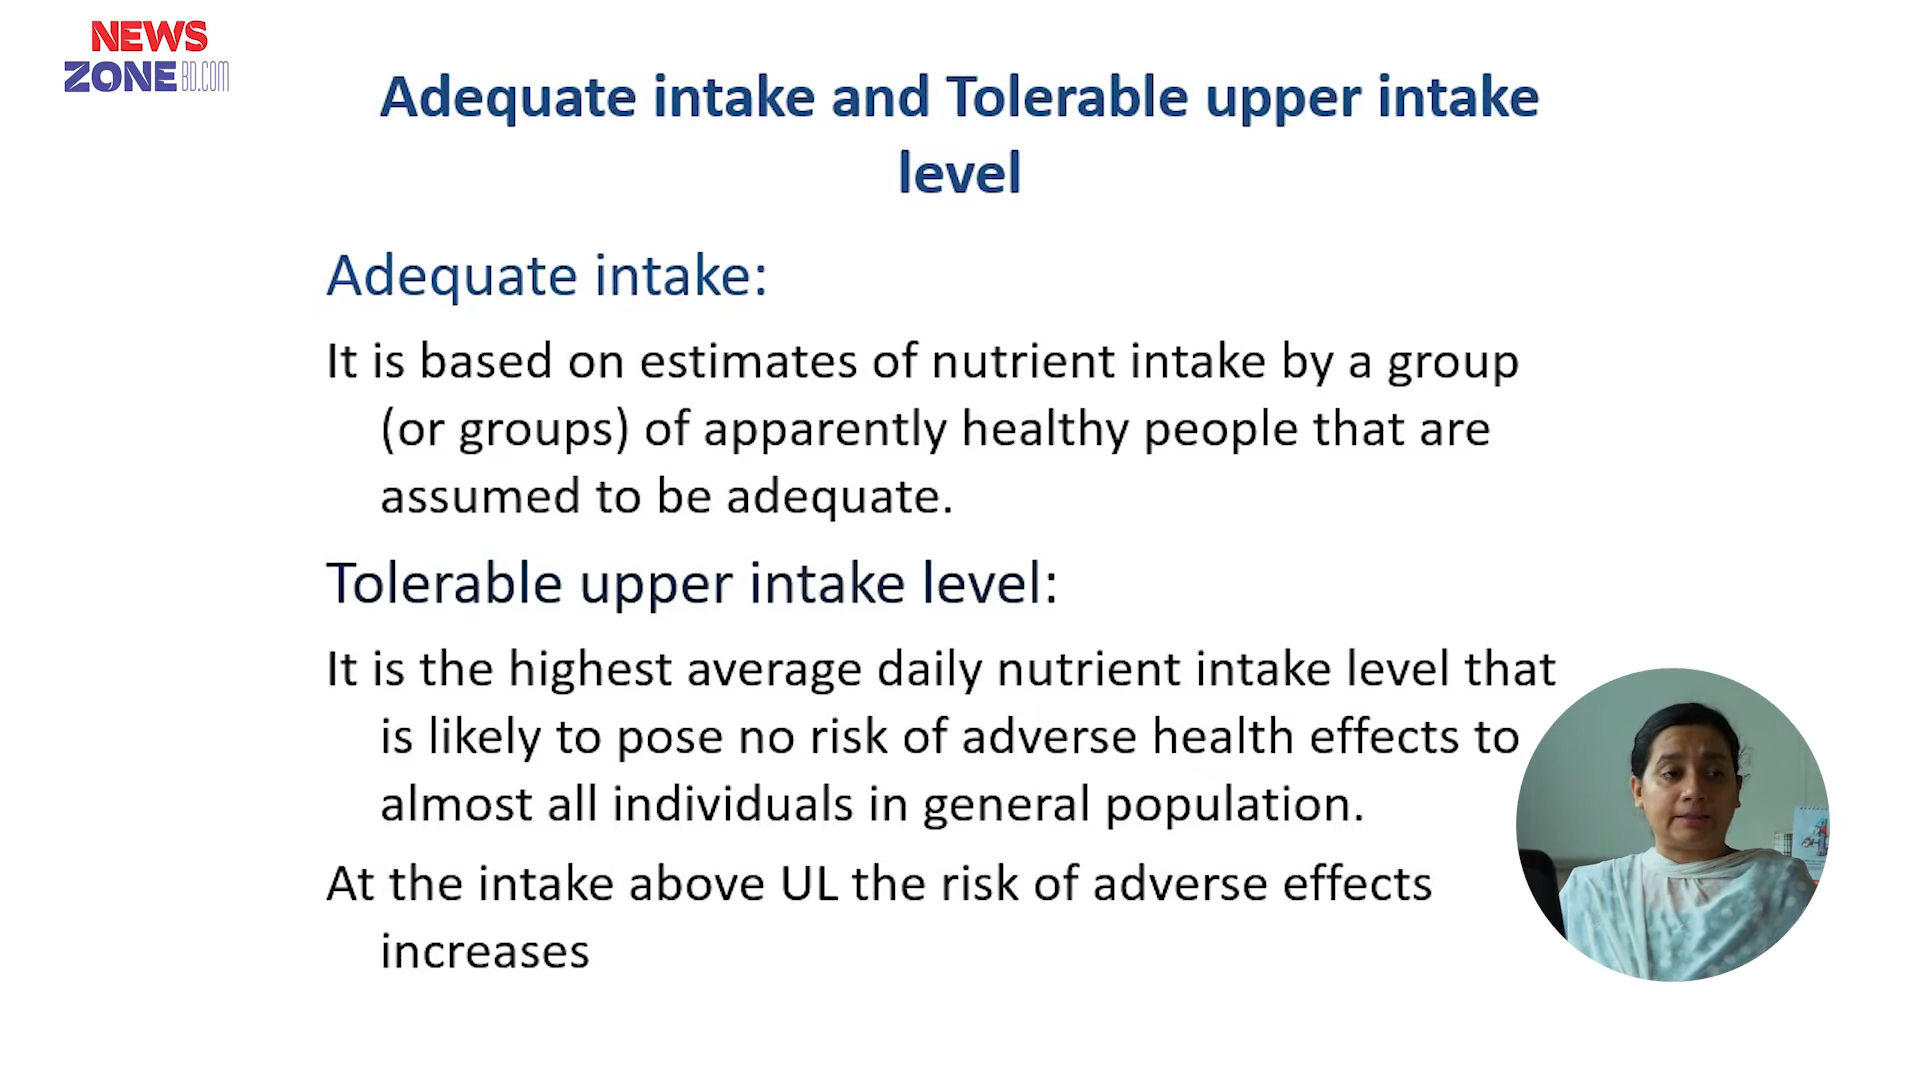 NEWS
ZONE BD.COM
Adequate intake and Tolerable upper intake
level
Adequate intake:
It is based on estimates of nutrient intake by a group
(or groups) of apparently healthy people that are
assumed to be adequate.
Tolerable upper intake level:
It is the highest average daily nutrient intake level that
is likely to pose no risk of adverse health effects to
almost all individuals in general population.
At the intake above UL the risk of adverse effects
increases